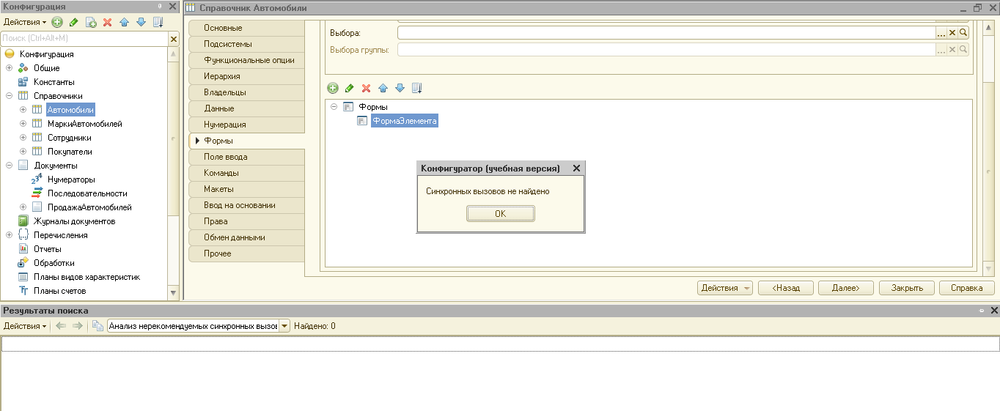 Конфигурация
Действия
Поиск (Ctrl+Alt+M)
Конфигурация
Общие
Константы
Справочники
Автомобили
МаркиАвтомобилей
Сотрудники
Покупатели
Документы
Нумераторы
Последовательности
ПродажаАвтомобилей
Журналы документов
Перечисления
Отчеты
Обработки
Планы видов характеристик
Планы счетов
Справочник Автомобили
Основные
Подсистемы
Функциональные опции
Иерархия
Владельцы
Данные
Нумерация
Формы
Поле ввода
Команды
Макеты
Ввод на основании
Права
Обмен данными
Прочее
Выбора:
Выбора группы:
Формы
ФормаЭлемента
Конфигуратор (учебная версия)
Синхронных вызовов не найдено
ОК
Действия
<Назад
Далее>
Закрыть
Справка
Результаты поиска
Действия
Анализ нерекомендуемых синхронных вызов
Найдено: 0